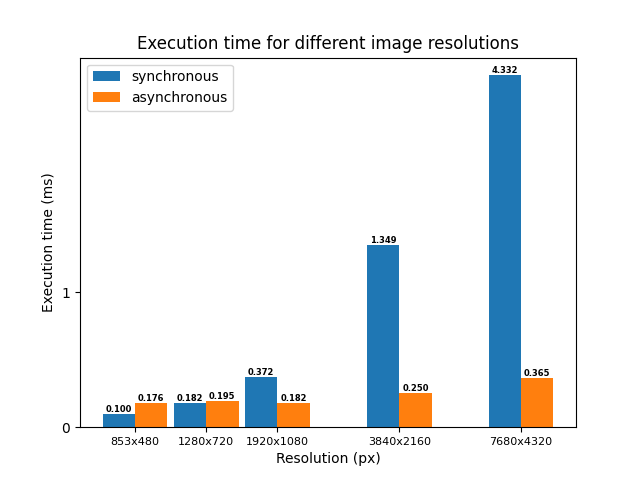 Execution time for different image resolutions
synchronous
asynchronous
Execution time (ms)
1
0
0.100
0.176
0.182
0.195
0.372
0.182
1.349
0.250
4.332
0.365
853x480
1280x720
1920x1080
3840x2160
7680x4320
Resolution (px)